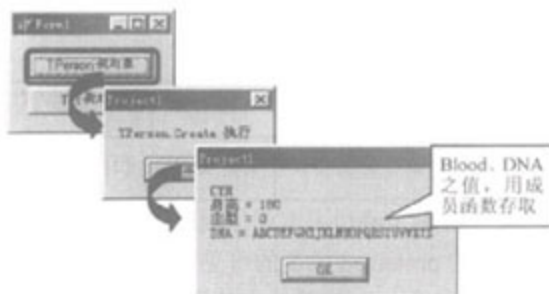 Form1
TPerson 类对象
Project1
TPerson.Create 执行
Project1
CYH
身高 = 180
血型 = O
DNA = ABCDEFGHIJKLMNOPQRSTUVWXYZ
OK
Blood、DNA
之值，用成
员函数存取